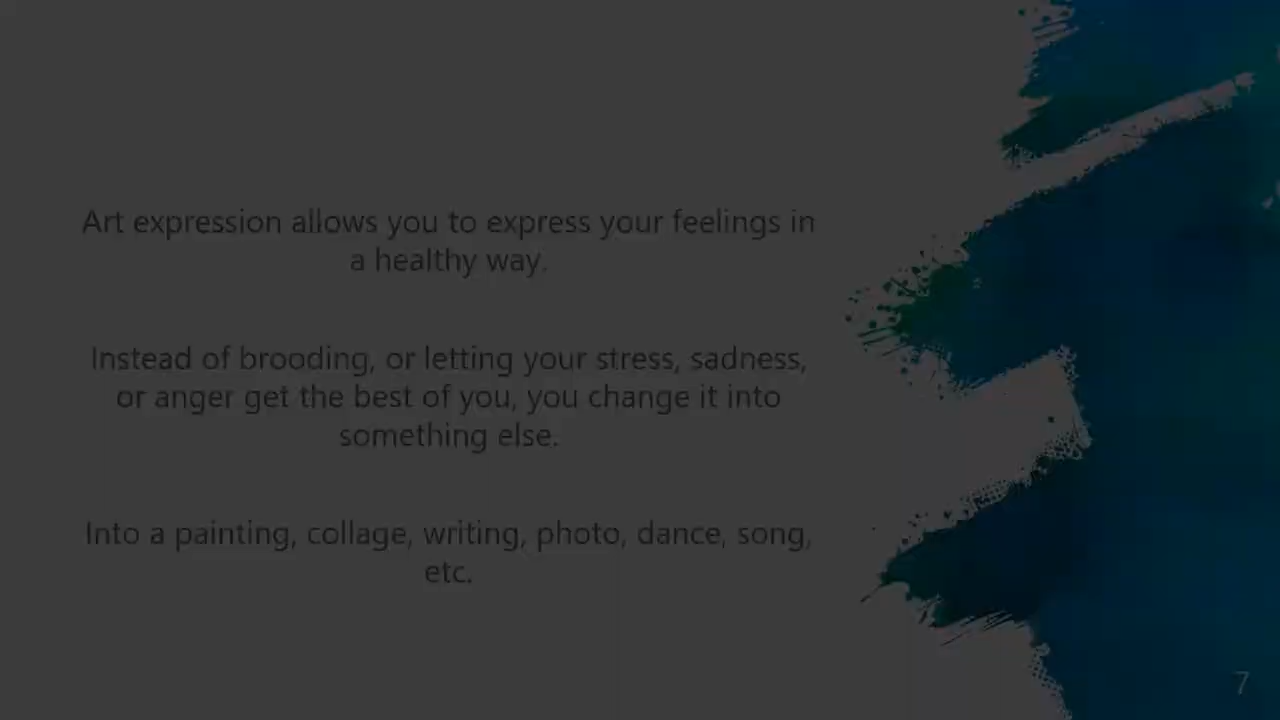 Art expression allows you to express your feelings in
a healthy way.
Instead of brooding, or letting your stress, sadness,
or anger get the best of you, you change it into
something else.
Into a painting, collage, writing, photo, dance, song,
etc.
7